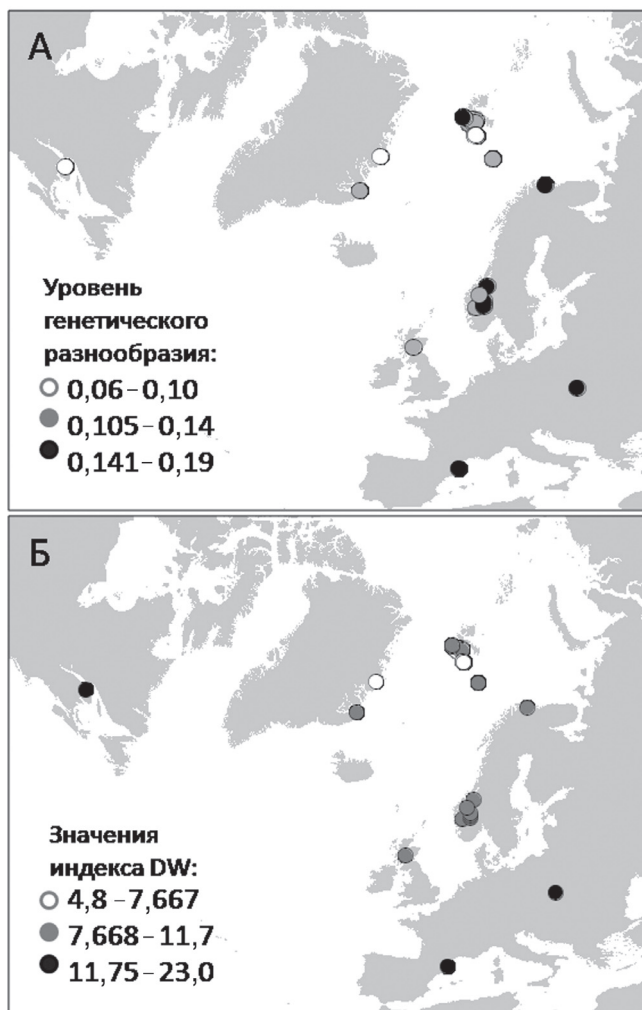 А
Уровень
генетического
разнообразия:
0,06 – 0,10
0,105 – 0,14
0,141 – 0,19
Б
Значения
индекса DW:
4,8 – 7,667
7,668 – 11,7
11,75 – 23,0